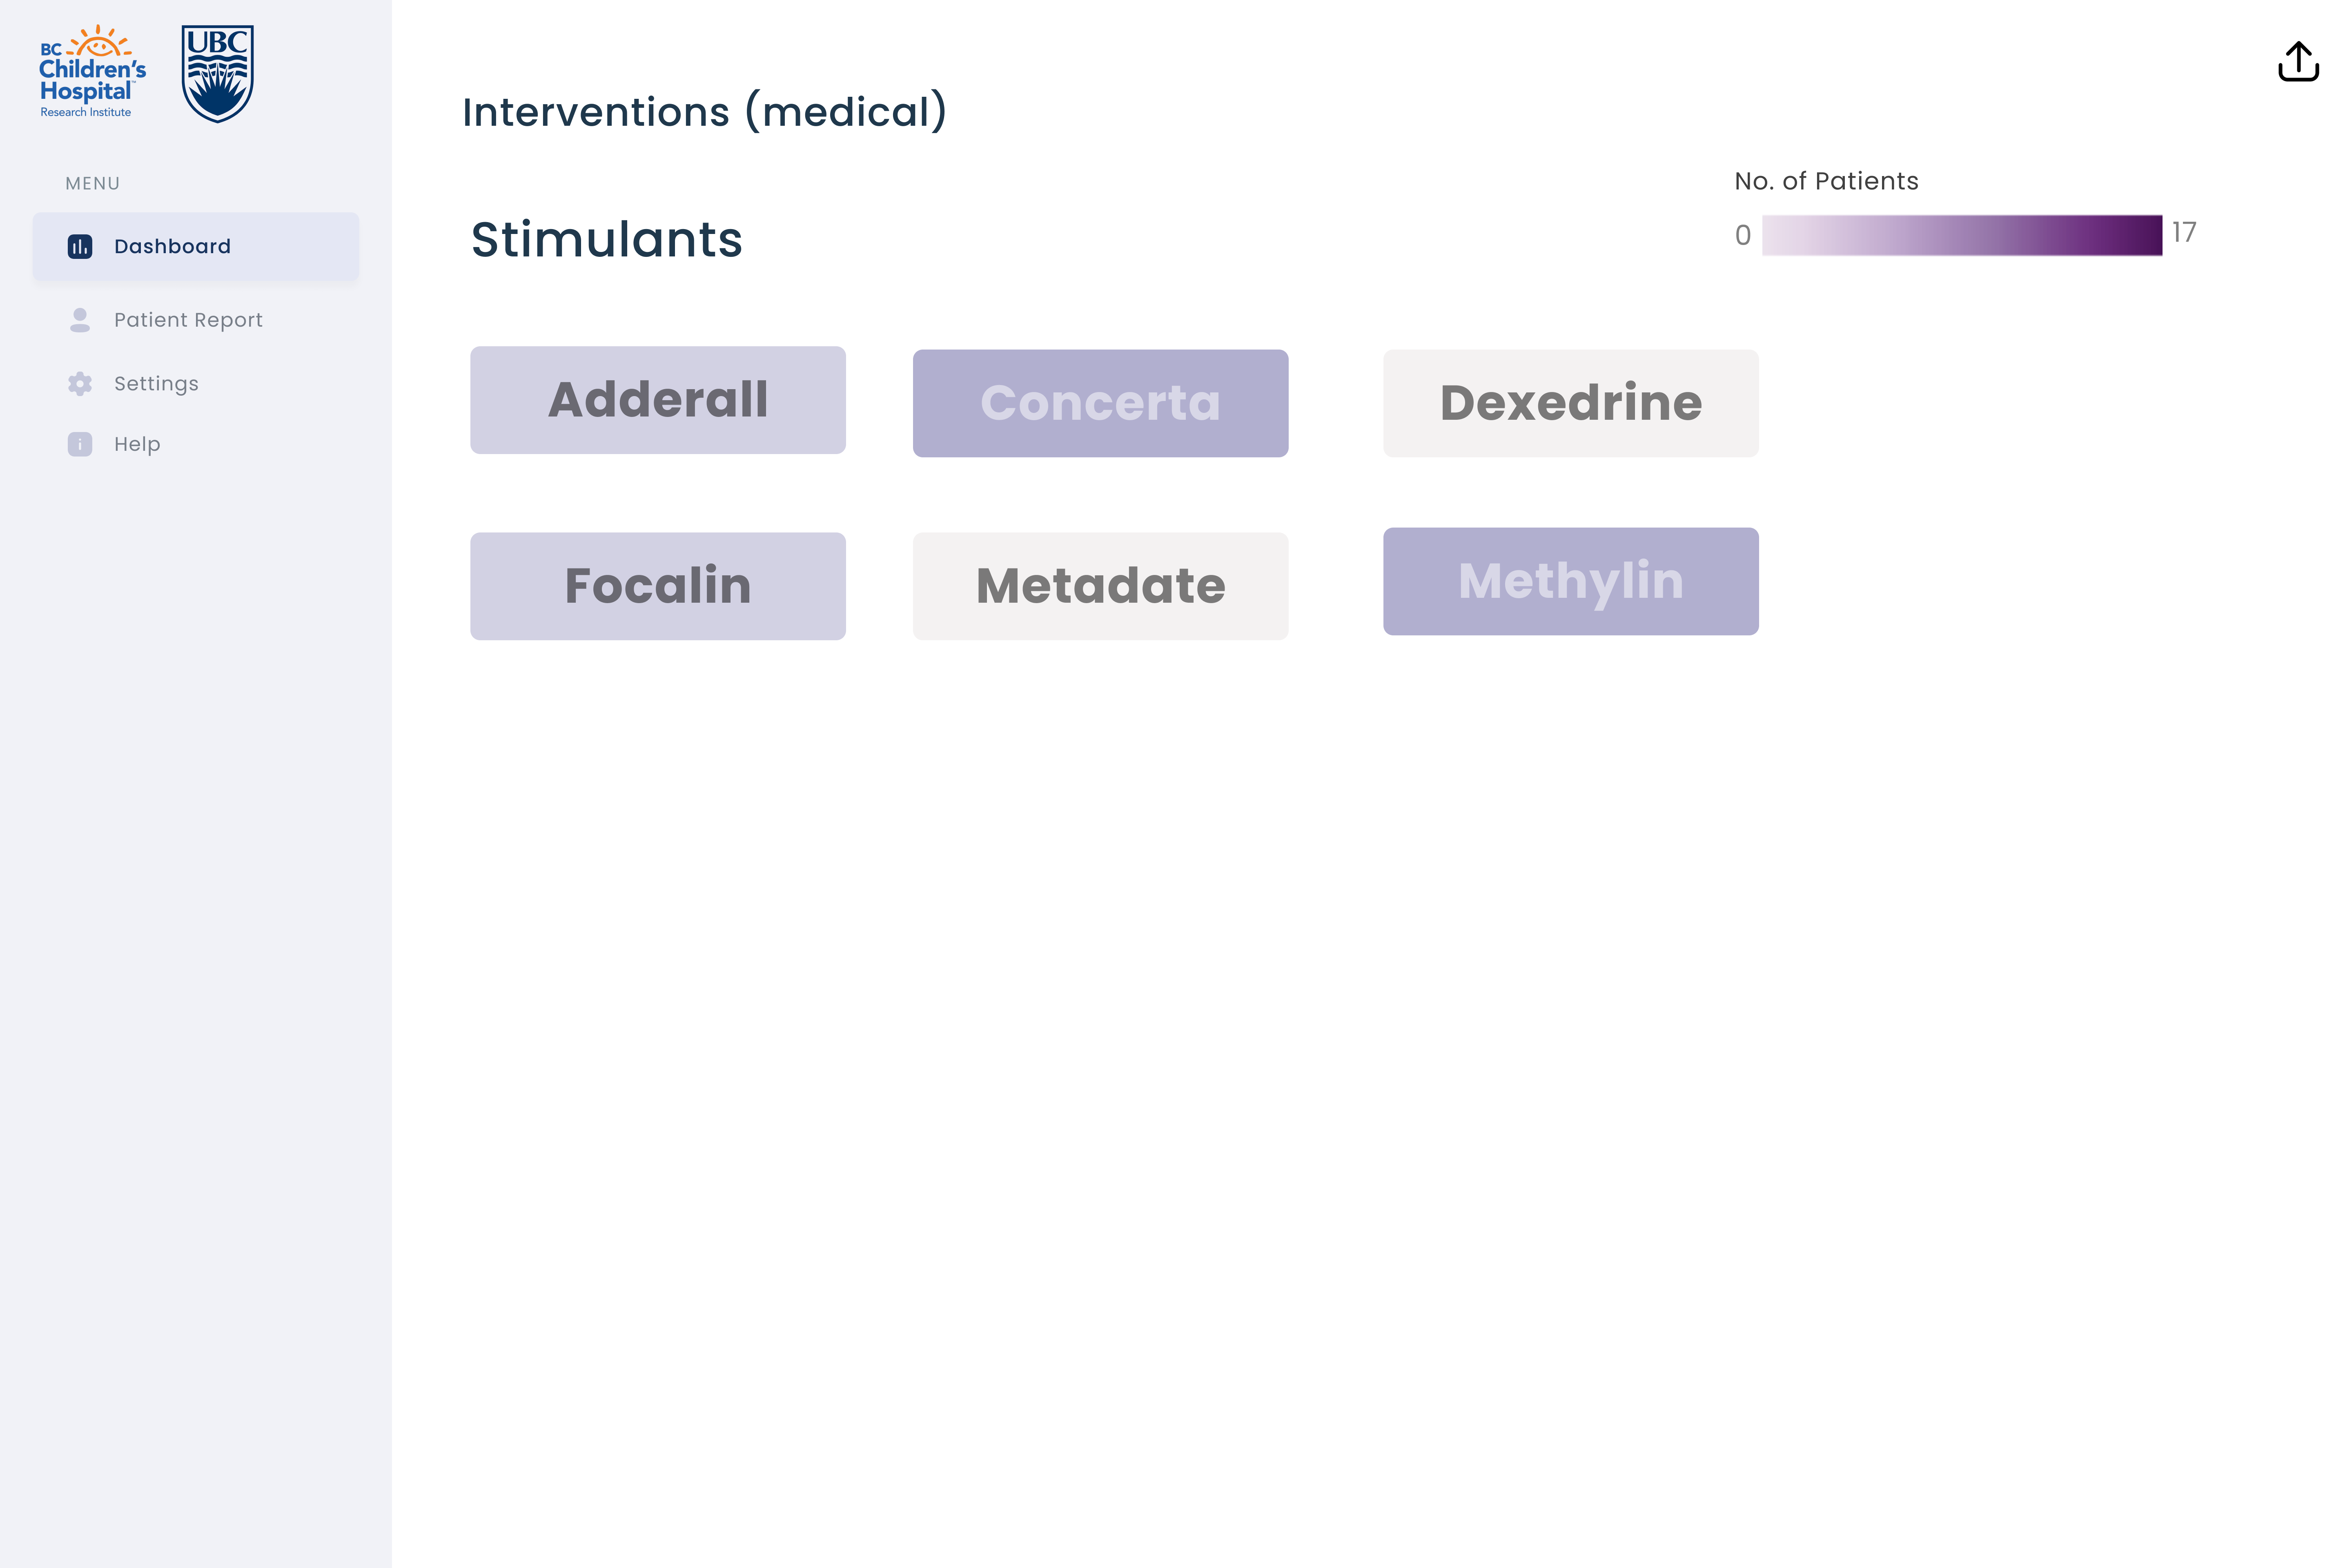 BC
Children's
Hospital™
Research Institute
UBC
MENU
Dashboard
Patient Report
Settings
Help
Interventions (medical)
Stimulants
No. of Patients
0 17
Adderall Concerta Dexedrine
Focalin Metadate Methylin